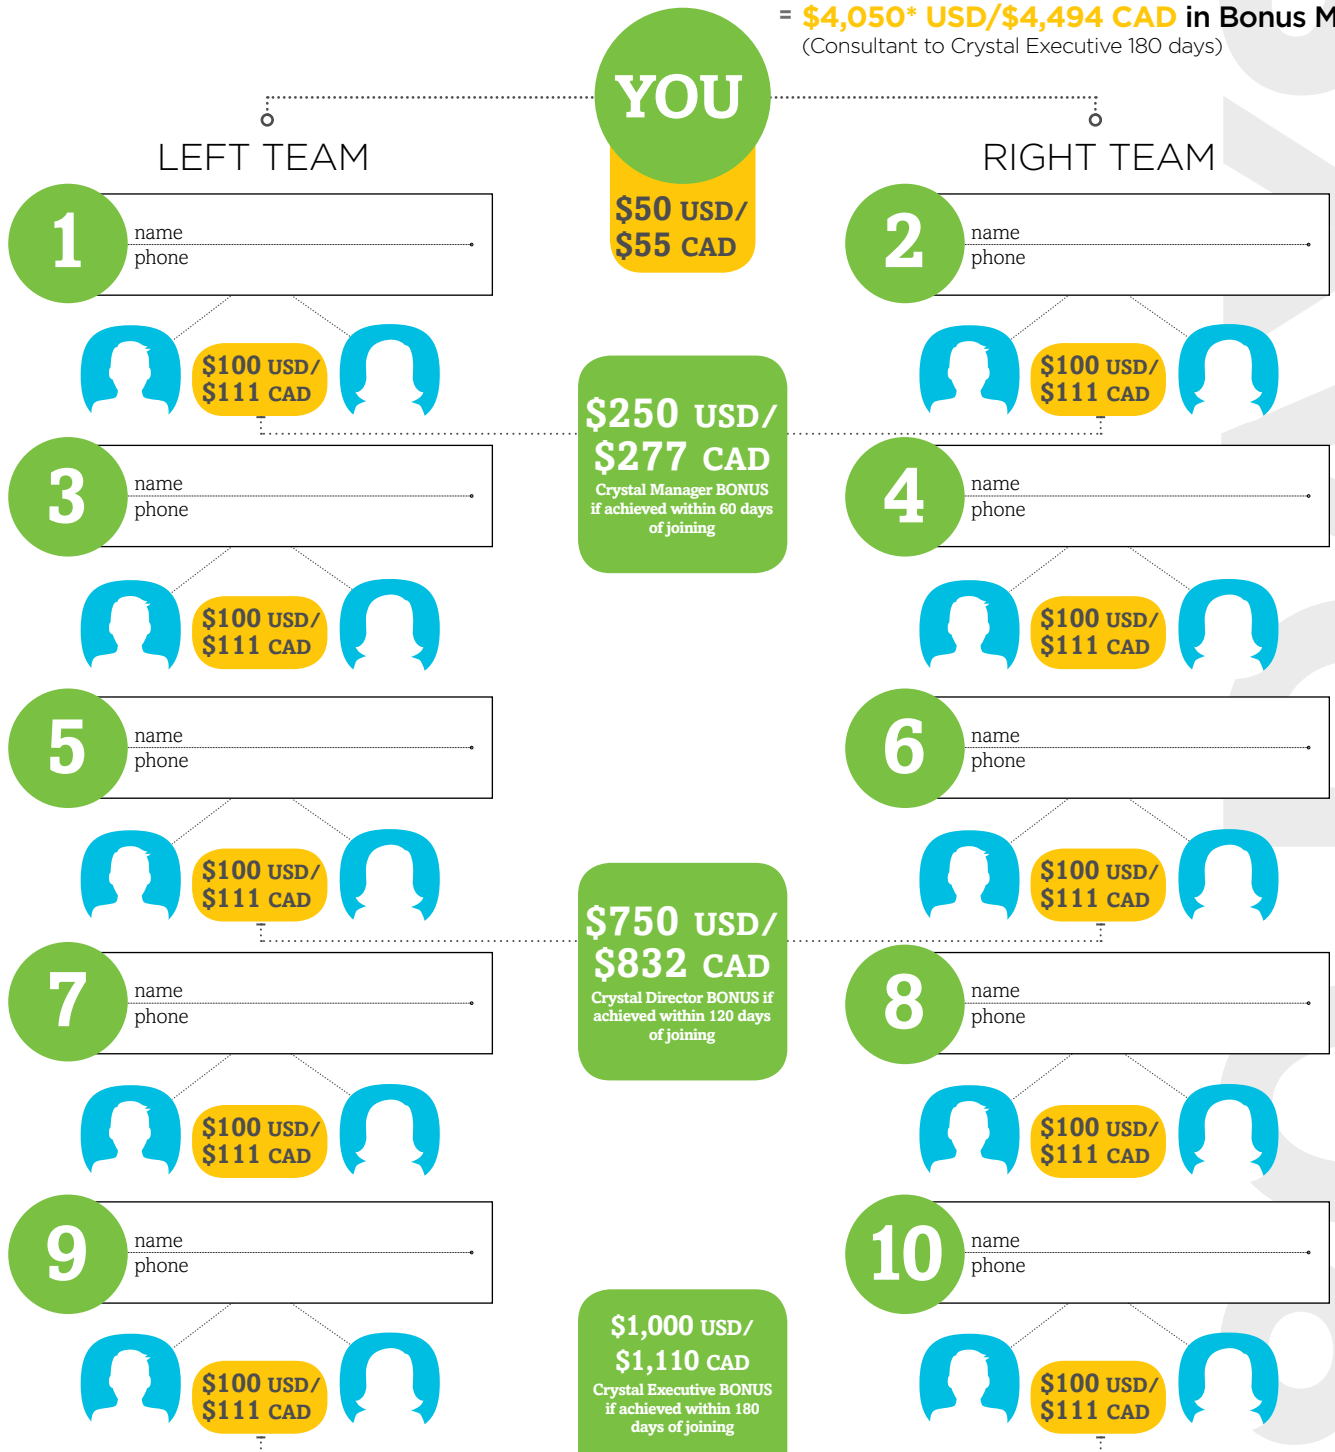 = $4,050* USD/$4,494 CAD in Bonus M
(Consultant to Crystal Executive 180 days)
YOU
$50 USD/
$55 CAD
LEFT TEAM
RIGHT TEAM
1
name
phone
2
name
phone
$100 USD/
$111 CAD
$100 USD/
$111 CAD
$250 USD/
$277 CAD
Crystal Manager BONUS
if achieved within 60 days
of joining
3
name
phone
4
name
phone
$100 USD/
$111 CAD
$100 USD/
$111 CAD
5
name
phone
6
name
phone
$100 USD/
$111 CAD
$100 USD/
$111 CAD
$750 USD/
$832 CAD
Crystal Director BONUS if
achieved within 120 days
of joining
7
name
phone
8
name
phone
$100 USD/
$111 CAD
$100 USD/
$111 CAD
9
name
phone
10
name
phone
$1,000 USD/
$1,110 CAD
Crystal Executive BONUS
if achieved within 180
days of joining
$100 USD/
$111 CAD
$100 USD/
$111 CAD